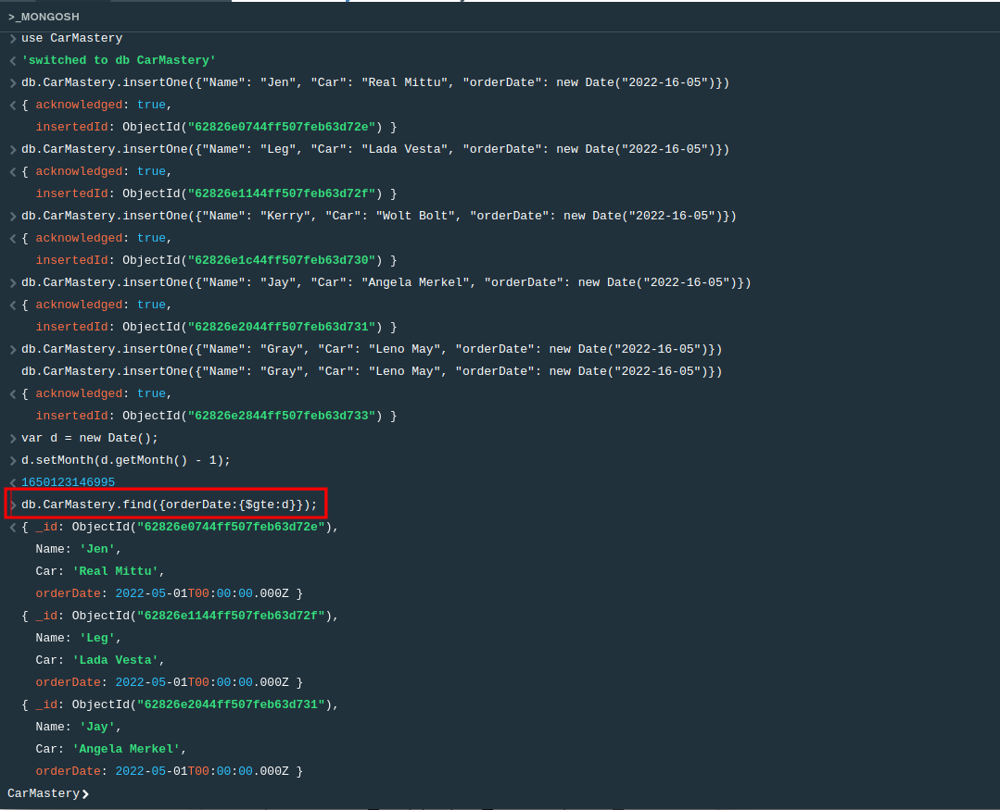 >_MONGOSH
> use CarMastery
< 'switched to db CarMastery'
> db.CarMastery.insertOne({"Name": "Jen", "Car": "Real Mittu", "orderDate": new Date("2022-16-05")})
< { acknowledged: true,
insertedId: ObjectId("62826e0744ff507feb63d72e") }
> db.CarMastery.insertOne({"Name": "Leg", "Car": "Lada Vesta", "orderDate": new Date("2022-16-05")})
< { acknowledged: true,
insertedId: ObjectId("62826e1144ff507feb63d72f") }
> db.CarMastery.insertOne({"Name": "Kerry", "Car": "Wolt Bolt", "orderDate": new Date("2022-16-05")})
< { acknowledged: true,
insertedId: ObjectId("62826e1c44ff507feb63d730") }
> db.CarMastery.insertOne({"Name": "Jay", "Car": "Angela Merkel", "orderDate": new Date("2022-16-05")})
< { acknowledged: true,
insertedId: ObjectId("62826e2044ff507feb63d731") }
> db.CarMastery.insertOne({"Name": "Gray", "Car": "Leno May", "orderDate": new Date("2022-16-05")})
db.CarMastery.insertOne({"Name": "Gray", "Car": "Leno May", "orderDate": new Date("2022-16-05")})
< { acknowledged: true,
insertedId: ObjectId("62826e2844ff507feb63d733") }
> var d = new Date();
> d.setMonth(d.getMonth() - 1);
< 1650123146995
> db.CarMastery.find({orderDate:{$gte:d}});
< { _id: ObjectId("62826e0744ff507feb63d72e"),
Name: 'Jen',
Car: 'Real Mittu',
orderDate: 2022-05-01T00:00:00.000Z }
{ _id: ObjectId("62826e1144ff507feb63d72f"),
Name: 'Leg',
Car: 'Lada Vesta',
orderDate: 2022-05-01T00:00:00.000Z }
{ _id: ObjectId("62826e2044ff507feb63d731"),
Name: 'Jay',
Car: 'Angela Merkel',
orderDate: 2022-05-01T00:00:00.000Z }
CarMastery>